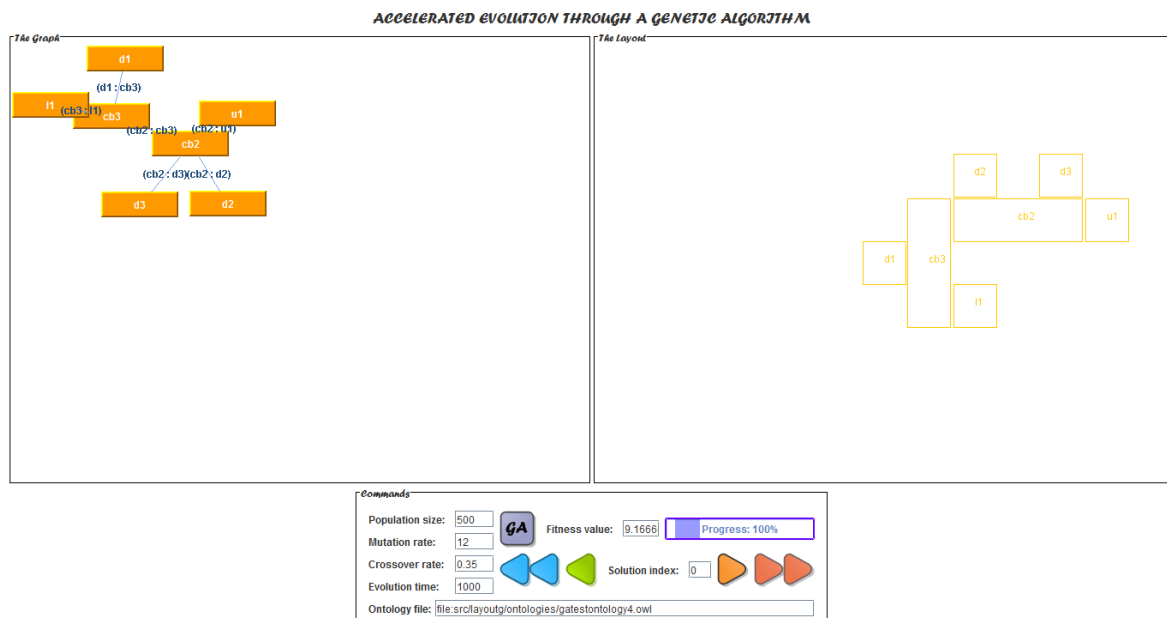 ACCELERATED EVOLUTION THROUGH A GENETIC ALGORITHM
The Graph
d1
(d1 : cb3)
l1
(cb3 : l1)
cb3
u1
(cb2 : cb3)
(cb2 : u1)
cb2
(cb2 : d3)
(cb2 : d2)
d3
d2
The Layout
d2
d3
cb2
u1
d1
cb3
l1
Commands
Population size: 500
GA
Fitness value: 9.1666
Progress: 100%
Mutation rate: 12
Crossover rate: 0.35
Solution index: 0
Evolution time: 1000
Ontology file: file:src/layoutg/ontologies/gatestontology4.owl